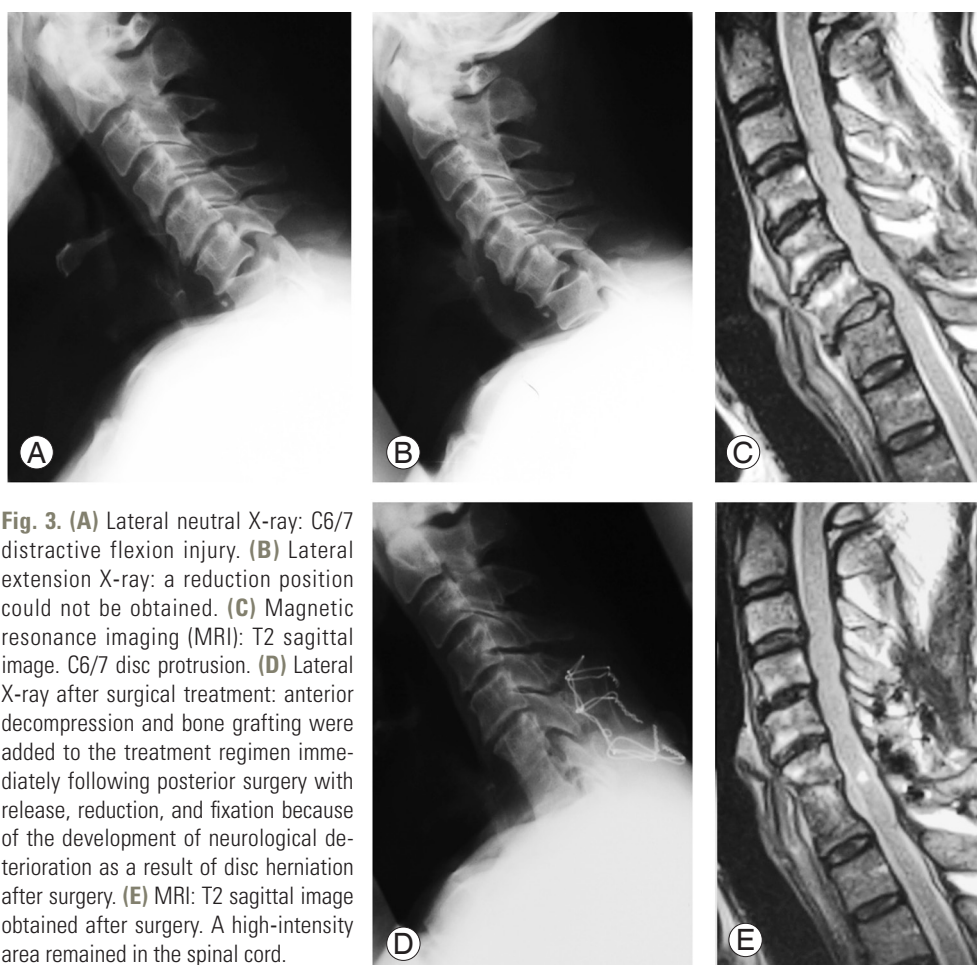 A
B
C
Fig. 3. (A) Lateral neutral X-ray: C6/7
distractive flexion injury. (B) Lateral
extension X-ray: a reduction position
could not be obtained. (C) Magnetic
resonance imaging (MRI): T2 sagittal
image. C6/7 disc protrusion. (D) Lateral
X-ray after surgical treatment: anterior
decompression and bone grafting were
added to the treatment regimen imme-
diately following posterior surgery with
release, reduction, and fixation because
of the development of neurological de-
terioration as a result of disc herniation
after surgery. (E) MRI: T2 sagittal image
obtained after surgery. A high-intensity
area remained in the spinal cord.
D
E